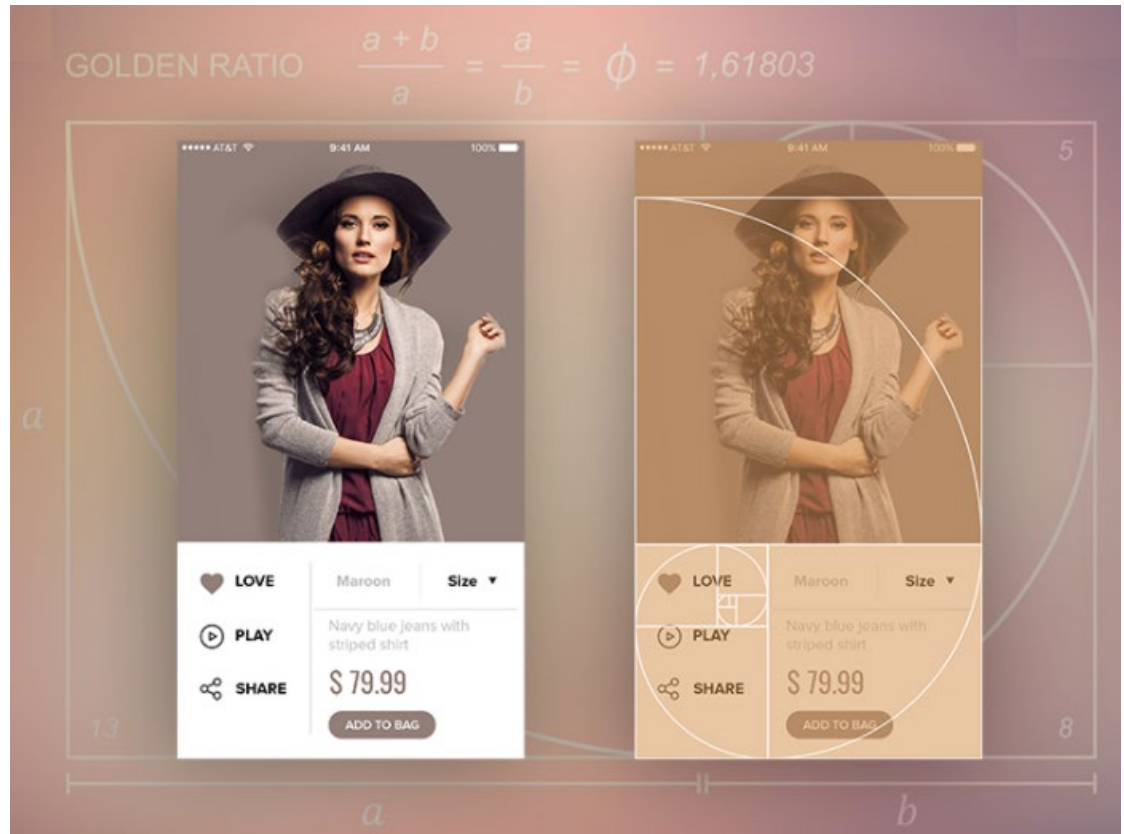 GOLDEN RATIO (a + b)/a = a/b = ϕ = 1,61803
AT&T 9:41 AM 100%
LOVE
Maroon
Size ▼
PLAY
Navy blue jeans with
striped shirt
SHARE
$ 79.99
ADD TO BAG
AT&T 9:41 AM 100%
LOVE
Maroon
Size ▼
PLAY
Navy blue jeans with
striped shirt
SHARE
$ 79.99
ADD TO BAG
5
a
13
8
a
b